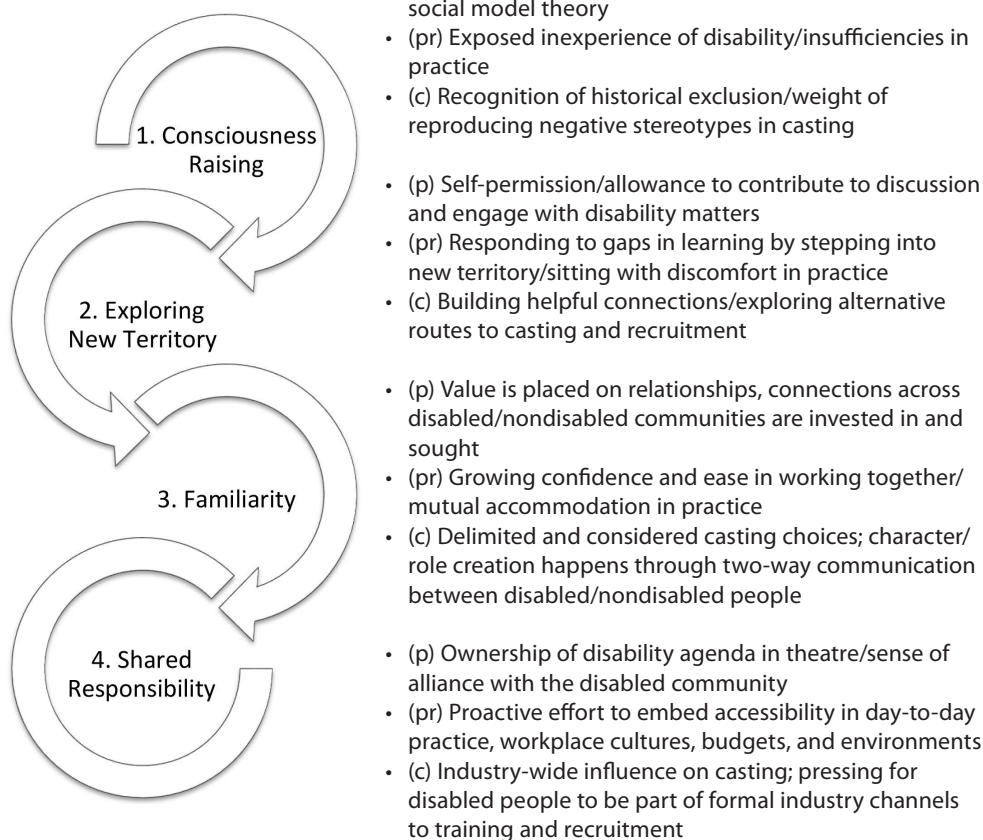 social model theory
• (pr) Exposed inexperience of disability/insufficiencies in
practice
• (c) Recognition of historical exclusion/weight of
reproducing negative stereotypes in casting
1. Consciousness
Raising
• (p) Self-permission/allowance to contribute to discussion
and engage with disability matters
• (pr) Responding to gaps in learning by stepping into
new territory/sitting with discomfort in practice
• (c) Building helpful connections/exploring alternative
routes to casting and recruitment
2. Exploring
New Territory
• (p) Value is placed on relationships, connections across
disabled/nondisabled communities are invested in and
sought
• (pr) Growing confidence and ease in working together/
mutual accommodation in practice
• (c) Delimited and considered casting choices; character/
role creation happens through two-way communication
between disabled/nondisabled people
3. Familiarity
• (p) Ownership of disability agenda in theatre/sense of
alliance with the disabled community
• (pr) Proactive effort to embed accessibility in day-to-day
practice, workplace cultures, budgets, and environments
• (c) Industry-wide influence on casting; pressing for
disabled people to be part of formal industry channels
to training and recruitment
4. Shared
Responsibility